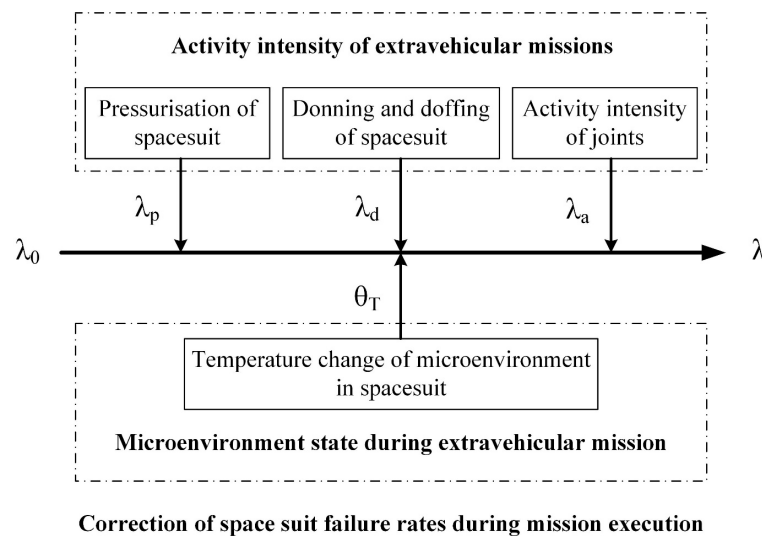 Activity intensity of extravehicular missions
Pressurisation of
spacesuit
Donning and doffing
of spacesuit
Activity intensity
of joints
λp
λd
λa
λ0
λ
θT
Temperature change of microenvironment
in spacesuit
Microenvironment state during extravehicular mission
Correction of space suit failure rates during mission execution